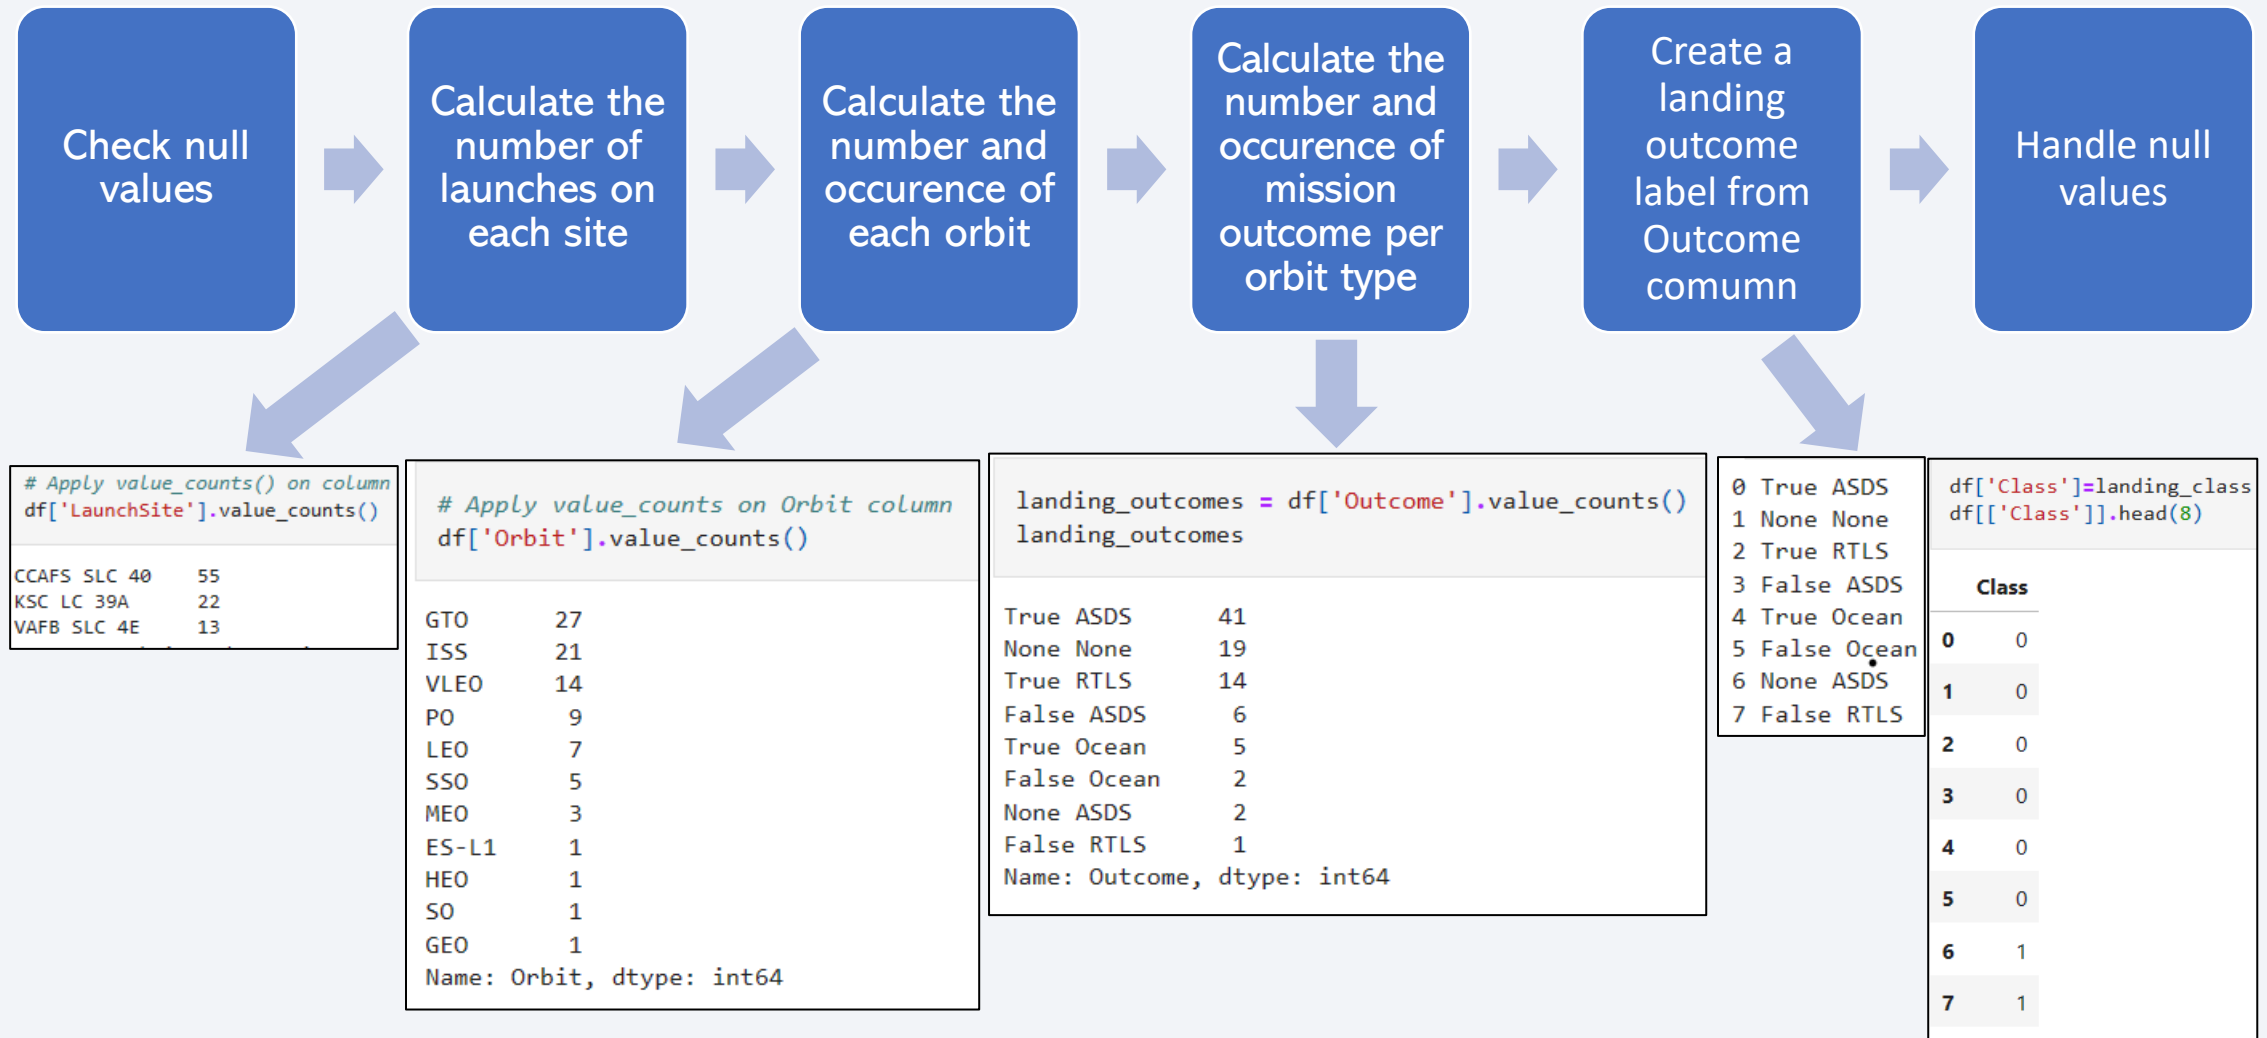 Check null
values
Calculate the
number of
launches on
each site
Calculate the
number and
occurence of
each orbit
Calculate the
number and
occurence of
mission
outcome per
orbit type
Create a
landing
outcome
label from
Outcome
comumn
Handle null
values
# Apply value_counts() on column
df['LaunchSite'].value_counts()
CCAFS SLC 40 55
KSC LC 39A 22
VAFB SLC 4E 13
# Apply value_counts on Orbit column
df['Orbit'].value_counts()
GTO 27
ISS 21
VLEO 14
PO 9
LEO 7
SSO 5
MEO 3
ES-L1 1
HEO 1
SO 1
GEO 1
Name: Orbit, dtype: int64
landing_outcomes = df['Outcome'].value_counts()
landing_outcomes
True ASDS 41
None None 19
True RTLS 14
False ASDS 6
True Ocean 5
False Ocean 2
None ASDS 2
False RTLS 1
Name: Outcome, dtype: int64
0 True ASDS
1 None None
2 True RTLS
3 False ASDS
4 True Ocean
5 False Ocean
6 None ASDS
7 False RTLS
df['Class']=landing_class
df[['Class']].head(8)
Class
0 0
1 0
2 0
3 0
4 0
5 0
6 1
7 1